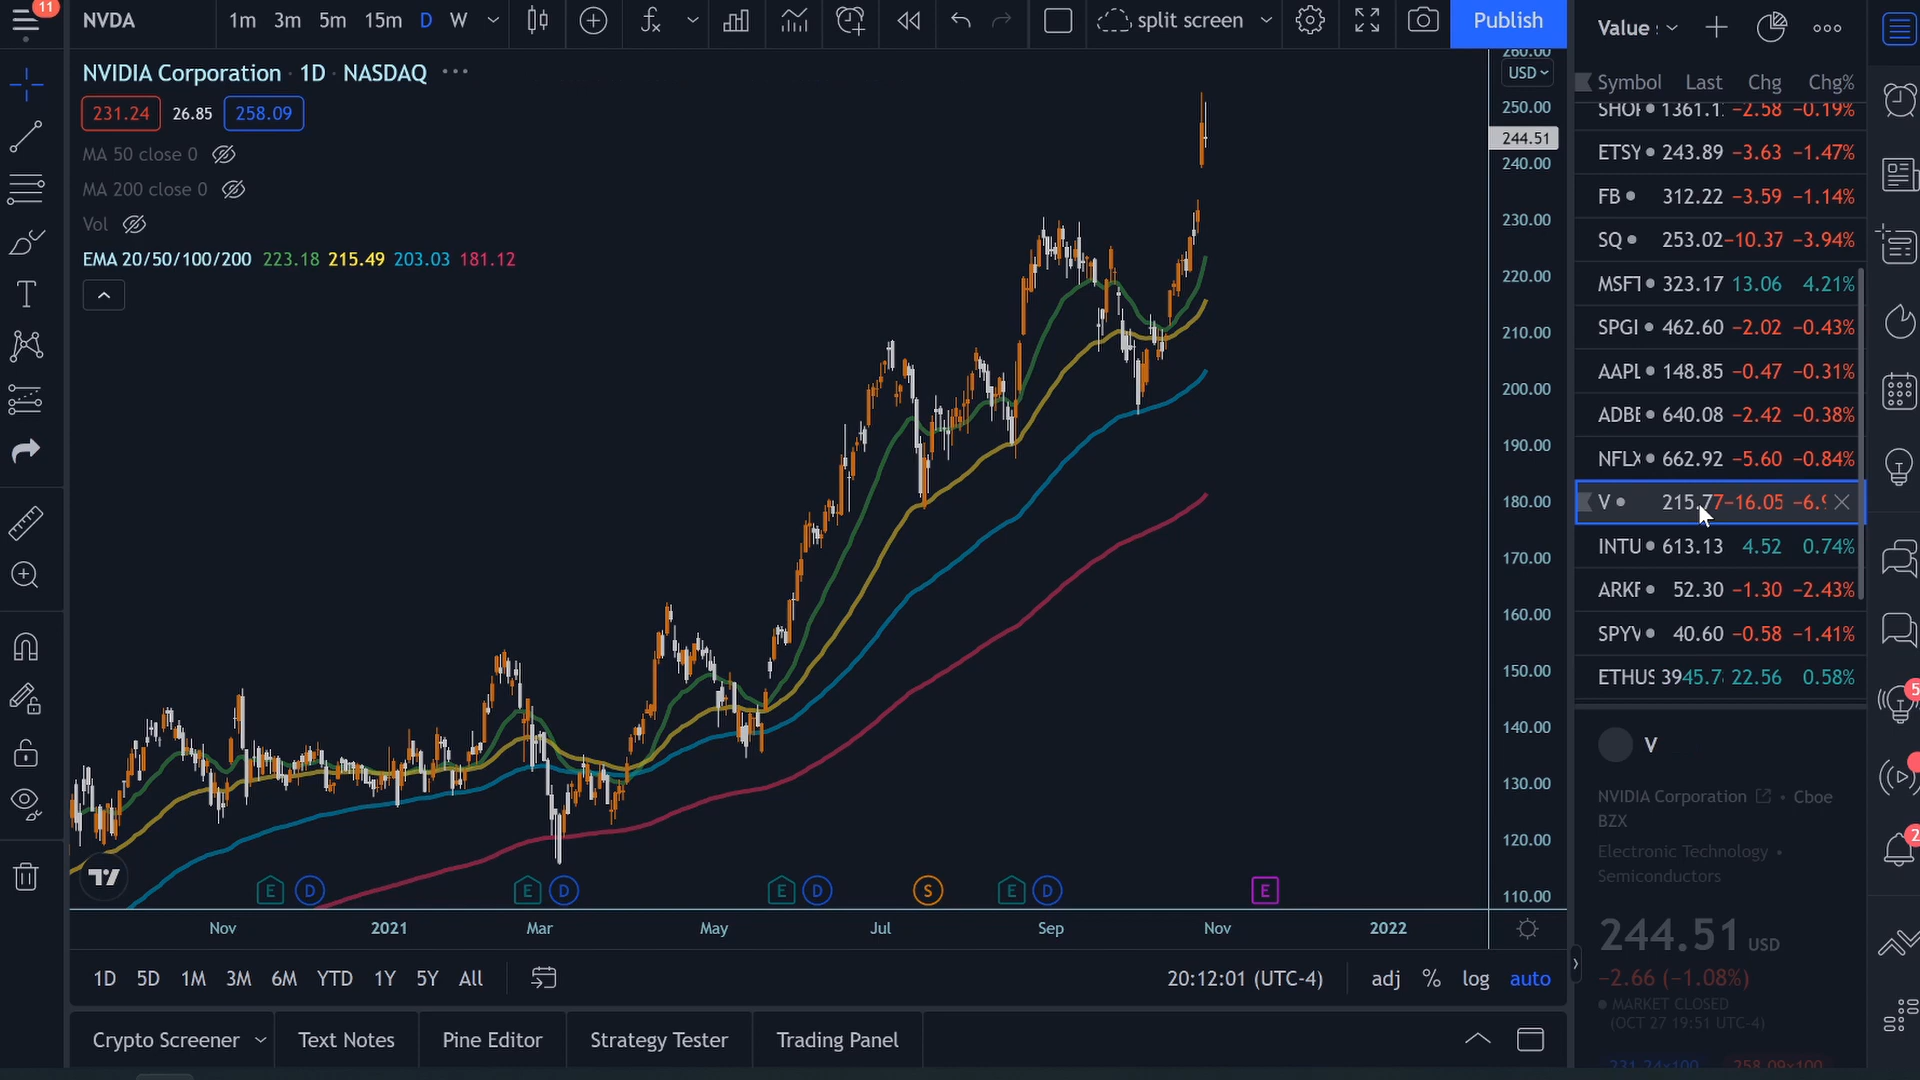 11
NVDA
1m 3m 5m 15m D W
split screen
Publish
Value
NVIDIA Corporation · 1D · NASDAQ
231.24 26.85 258.09
MA 50 close 0
MA 200 close 0
Vol
EMA 20/50/100/200 223.18 215.49 203.03 181.12
260.00
USD
250.00
244.51
240.00
230.00
220.00
210.00
200.00
190.00
180.00
170.00
160.00
150.00
140.00
130.00
120.00
110.00
E D E D E D S E D E
Nov 2021 Mar May Jul Sep Nov 2022
1D 5D 1M 3M 6M YTD 1Y 5Y All
20:12:01 (UTC-4) adj % log auto
Crypto Screener Text Notes Pine Editor Strategy Tester Trading Panel
Symbol Last Chg Chg%
SHOP 1361.1 −2.58 −0.19%
ETSY 243.89 −3.63 −1.47%
FB 312.22 −3.59 −1.14%
SQ 253.02 −10.37 −3.94%
MSFT 323.17 13.06 4.21%
SPGI 462.60 −2.02 −0.43%
AAPL 148.85 −0.47 −0.31%
ADBE 640.08 −2.42 −0.38%
NFLX 662.92 −5.60 −0.84%
V 215.77 −16.05 −6.9
INTU 613.13 4.52 0.74%
ARKF 52.30 −1.30 −2.43%
SPYV 40.60 −0.58 −1.41%
ETHUS 3945.7 22.56 0.58%
V
NVIDIA Corporation • Cboe
BZX
Electronic Technology •
Semiconductors
244.51 USD
−2.66 (−1.08%)
MARKET CLOSED
(OCT 27 19:51 UTC-4)
231.24×100 258.09×100
5
2